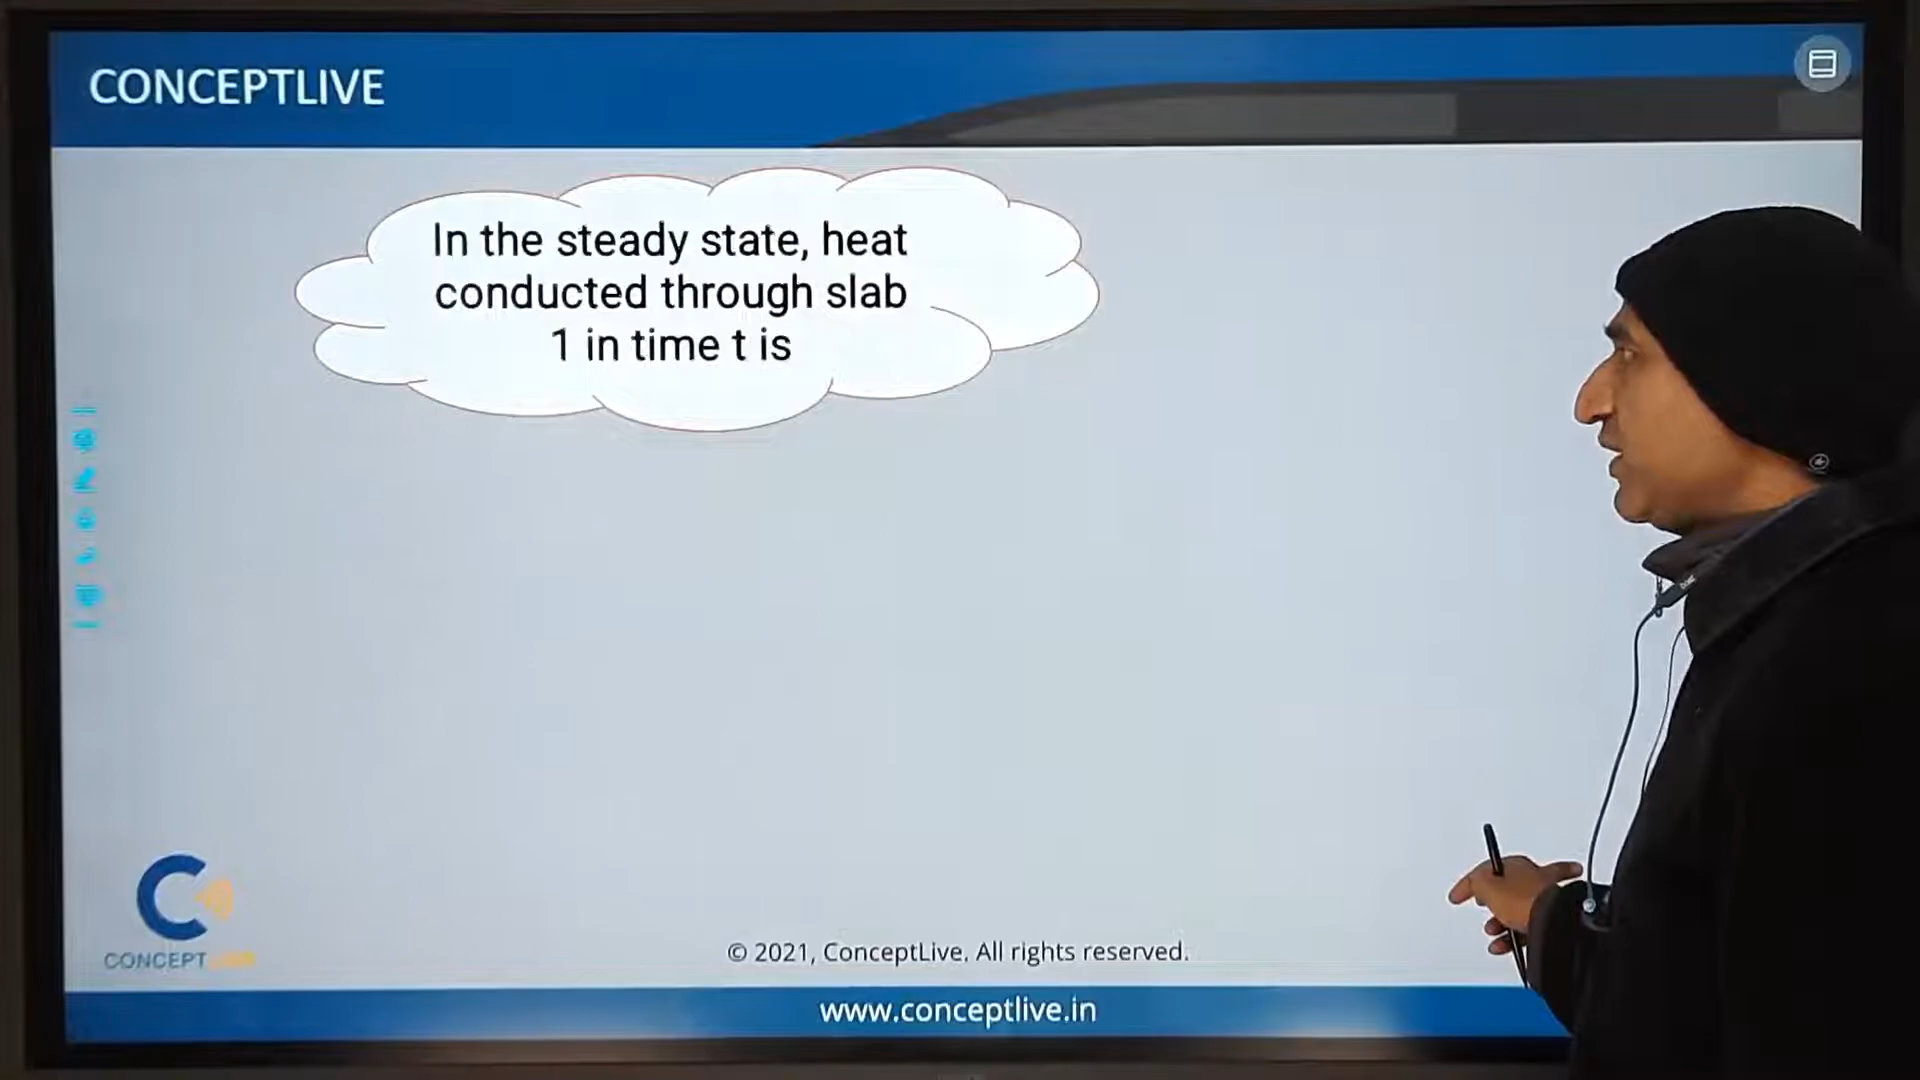 CONCEPTLIVE
In the steady state, heat
conducted through slab
1 in time t is
CONCEPT
© 2021, ConceptLive. All rights reserved.
www.conceptlive.in